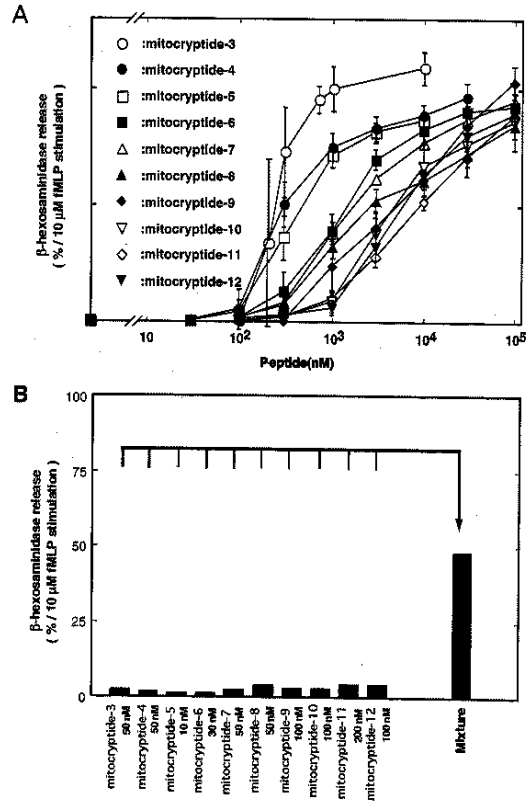 A
:mitocryptide-3
:mitocryptide-4
:mitocryptide-5
:mitocryptide-6
:mitocryptide-7
:mitocryptide-8
:mitocryptide-9
:mitocryptide-10
:mitocryptide-11
:mitocryptide-12
β-hexosaminidase release
( % / 10 μM fMLP stimulation )
10 10² 10³ 10⁴ 10⁵
Peptide(nM)
B
100
75
50
25
0
β-hexosaminidase release
( % / 10 μM fMLP stimulation )
mitocryptide-3
50 nM
mitocryptide-4
50 nM
mitocryptide-5
10 nM
mitocryptide-6
30 nM
mitocryptide-7
50 nM
mitocryptide-8
50 nM
mitocryptide-9
100 nM
mitocryptide-10
100 nM
mitocryptide-11
200 nM
mitocryptide-12
100 nM
Mixture